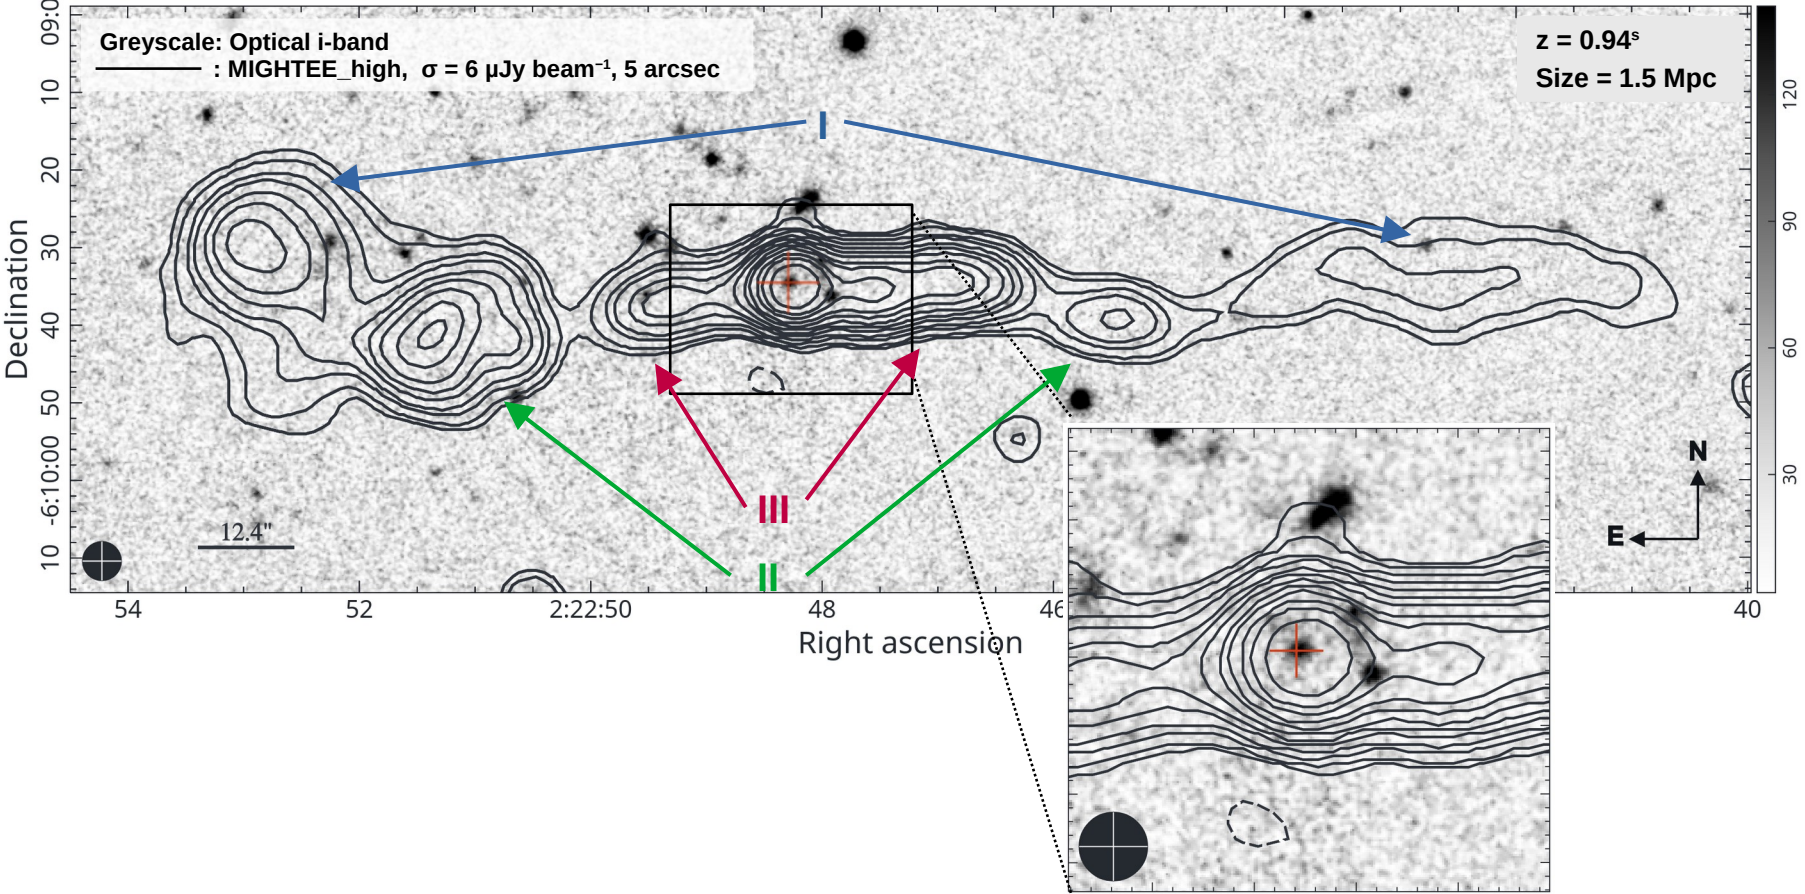 Greyscale: Optical i-band
: MIGHTEE_high, σ = 6 µJy beam⁻¹, 5 arcsec
z = 0.94ˢ
Size = 1.5 Mpc
I
III
II
12.4"
N
E
Declination
09:0
10
20
30
40
50
-6:10:00
10
54
52
2:22:50
48
46
40
Right ascension
120
90
60
30